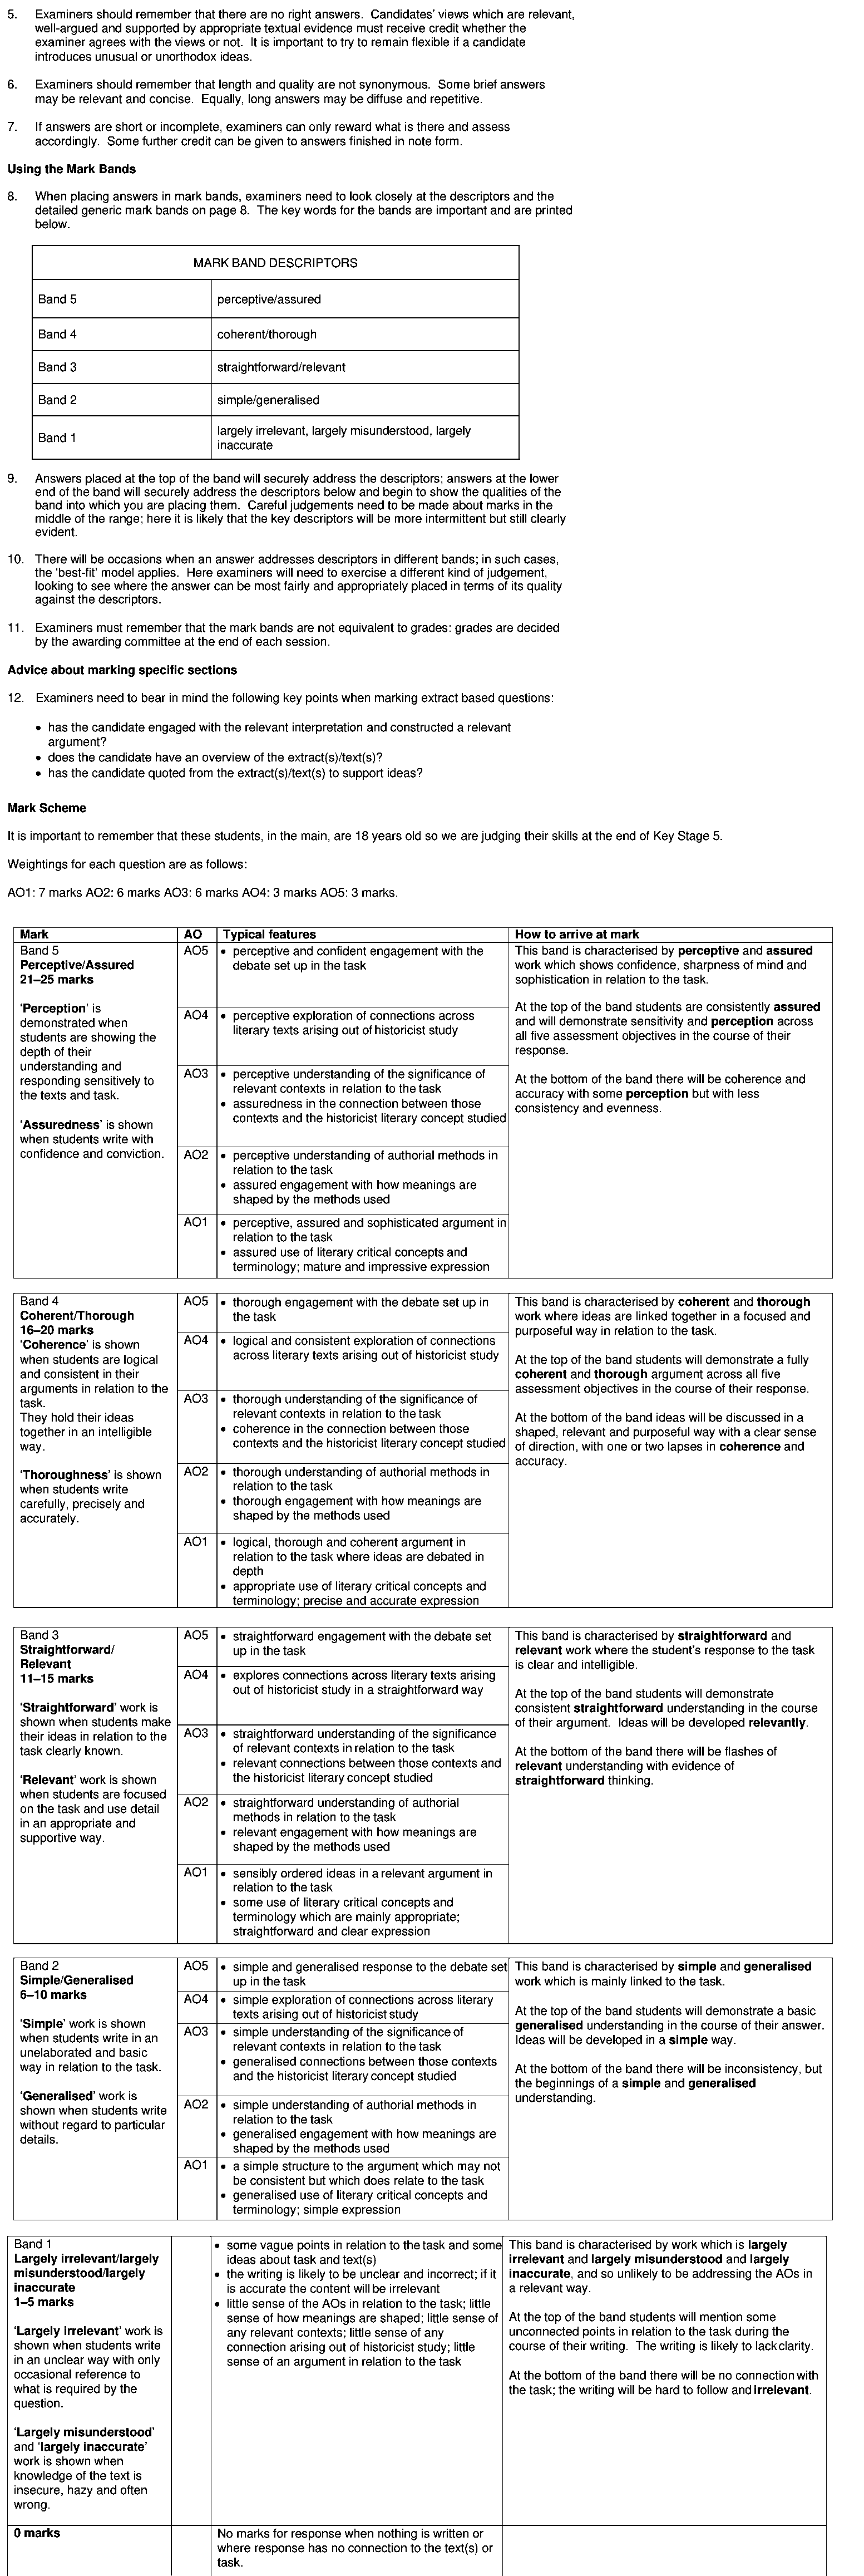 5. Examiners should remember that there are no right answers. Candidates' views which are relevant,
well-argued and supported by appropriate textual evidence must receive credit whether the
examiner agrees with the views or not. It is important to try to remain flexible if a candidate
introduces unusual or unorthodox ideas.
6. Examiners should remember that length and quality are not synonymous. Some brief answers
may be relevant and concise. Equally, long answers may be diffuse and repetitive.
7. If answers are short or incomplete, examiners can only reward what is there and assess
accordingly. Some further credit can be given to answers finished in note form.
Using the Mark Bands
8. When placing answers in mark bands, examiners need to look closely at the descriptors and the
detailed generic mark bands on page 8. The key words for the bands are important and are printed
below.
MARK BAND DESCRIPTORS
Band 5 perceptive/assured
Band 4 coherent/thorough
Band 3 straightforward/relevant
Band 2 simple/generalised
Band 1 largely irrelevant, largely misunderstood, largely
inaccurate
9. Answers placed at the top of the band will securely address the descriptors; answers at the lower
end of the band will securely address the descriptors below and begin to show the qualities of the
band into which you are placing them. Careful judgements need to be made about marks in the
middle of the range; here it is likely that the key descriptors will be more intermittent but still clearly
evident.
10. There will be occasions when an answer addresses descriptors in different bands; in such cases,
the 'best-fit' model applies. Here examiners will need to exercise a different kind of judgement,
looking to see where the answer can be most fairly and appropriately placed in terms of its quality
against the descriptors.
11. Examiners must remember that the mark bands are not equivalent to grades: grades are decided
by the awarding committee at the end of each session.
Advice about marking specific sections
12. Examiners need to bear in mind the following key points when marking extract based questions:
• has the candidate engaged with the relevant interpretation and constructed a relevant
argument?
• does the candidate have an overview of the extract(s)/text(s)?
• has the candidate quoted from the extract(s)/text(s) to support ideas?
Mark Scheme
It is important to remember that these students, in the main, are 18 years old so we are judging their skills at the end of Key Stage 5.
Weightings for each question are as follows:
AO1: 7 marks AO2: 6 marks AO3: 6 marks AO4: 3 marks AO5: 3 marks.
Mark AO Typical features How to arrive at mark
Band 5
Perceptive/Assured
21–25 marks
'Perception' is
demonstrated when
students are showing the
depth of their
understanding and
responding sensitively to
the texts and task.
'Assuredness' is shown
when students write with
confidence and conviction.
AO5 • perceptive and confident engagement with the
debate set up in the task
AO4 • perceptive exploration of connections across
literary texts arising out of historicist study
AO3 • perceptive understanding of the significance of
relevant contexts in relation to the task
• assuredness in the connection between those
contexts and the historicist literary concept studied
AO2 • perceptive understanding of authorial methods in
relation to the task
• assured engagement with how meanings are
shaped by the methods used
AO1 • perceptive, assured and sophisticated argument in
relation to the task
• assured use of literary critical concepts and
terminology; mature and impressive expression
This band is characterised by perceptive and assured
work which shows confidence, sharpness of mind and
sophistication in relation to the task.
At the top of the band students are consistently assured
and will demonstrate sensitivity and perception across
all five assessment objectives in the course of their
response.
At the bottom of the band there will be coherence and
accuracy with some perception but with less
consistency and evenness.
Band 4
Coherent/Thorough
16–20 marks
'Coherence' is shown
when students are logical
and consistent in their
arguments in relation to the
task.
They hold their ideas
together in an intelligible
way.
'Thoroughness' is shown
when students write
carefully, precisely and
accurately.
AO5 • thorough engagement with the debate set up in
the task
AO4 • logical and consistent exploration of connections
across literary texts arising out of historicist study
AO3 • thorough understanding of the significance of
relevant contexts in relation to the task
• coherence in the connection between those
contexts and the historicist literary concept studied
AO2 • thorough understanding of authorial methods in
relation to the task
• thorough engagement with how meanings are
shaped by the methods used
AO1 • logical, thorough and coherent argument in
relation to the task where ideas are debated in
depth
• appropriate use of literary critical concepts and
terminology; precise and accurate expression
This band is characterised by coherent and thorough
work where ideas are linked together in a focused and
purposeful way in relation to the task.
At the top of the band students will demonstrate a fully
coherent and thorough argument across all five
assessment objectives in the course of their response.
At the bottom of the band ideas will be discussed in a
shaped, relevant and purposeful way with a clear sense
of direction, with one or two lapses in coherence and
accuracy.
Band 3
Straightforward/
Relevant
11–15 marks
'Straightforward' work is
shown when students make
their ideas in relation to the
task clearly known.
'Relevant' work is shown
when students are focused
on the task and use detail
in an appropriate and
supportive way.
AO5 • straightforward engagement with the debate set
up in the task
AO4 • explores connections across literary texts arising
out of historicist study in a straightforward way
AO3 • straightforward understanding of the significance
of relevant contexts in relation to the task
• relevant connections between those contexts and
the historicist literary concept studied
AO2 • straightforward understanding of authorial
methods in relation to the task
• relevant engagement with how meanings are
shaped by the methods used
AO1 • sensibly ordered ideas in a relevant argument in
relation to the task
• some use of literary critical concepts and
terminology which are mainly appropriate;
straightforward and clear expression
This band is characterised by straightforward and
relevant work where the student's response to the task
is clear and intelligible.
At the top of the band students will demonstrate
consistent straightforward understanding in the course
of their argument. Ideas will be developed relevantly.
At the bottom of the band there will be flashes of
relevant understanding with evidence of
straightforward thinking.
Band 2
Simple/Generalised
6–10 marks
'Simple' work is shown
when students write in an
unelaborated and basic
way in relation to the task.
'Generalised' work is
shown when students write
without regard to particular
details.
AO5 • simple and generalised response to the debate set
up in the task
AO4 • simple exploration of connections across literary
texts arising out of historicist study
AO3 • simple understanding of the significance of
relevant contexts in relation to the task
• generalised connections between those contexts
and the historicist literary concept studied
AO2 • simple understanding of authorial methods in
relation to the task
• generalised engagement with how meanings are
shaped by the methods used
AO1 • a simple structure to the argument which may not
be consistent but which does relate to the task
• generalised use of literary critical concepts and
terminology; simple expression
This band is characterised by simple and generalised
work which is mainly linked to the task.
At the top of the band students will demonstrate a basic
generalised understanding in the course of their answer.
Ideas will be developed in a simple way.
At the bottom of the band there will be inconsistency, but
the beginnings of a simple and generalised
understanding.
Band 1
Largely irrelevant/largely
misunderstood/largely
inaccurate
1–5 marks
'Largely irrelevant' work is
shown when students write
in an unclear way with only
occasional reference to
what is required by the
question.
'Largely misunderstood'
and 'largely inaccurate'
work is shown when
knowledge of the text is
insecure, hazy and often
wrong.
• some vague points in relation to the task and some
ideas about task and text(s)
• the writing is likely to be unclear and incorrect; if it
is accurate the content will be irrelevant
• little sense of the AOs in relation to the task; little
sense of how meanings are shaped; little sense of
any relevant contexts; little sense of any
connection arising out of historicist study; little
sense of an argument in relation to the task
This band is characterised by work which is largely
irrelevant and largely misunderstood and largely
inaccurate, and so unlikely to be addressing the AOs in
a relevant way.
At the top of the band students will mention some
unconnected points in relation to the task during the
course of their writing. The writing is likely to lack clarity.
At the bottom of the band there will be no connection with
the task; the writing will be hard to follow and irrelevant.
0 marks
No marks for response when nothing is written or
where response has no connection to the text(s) or
task.